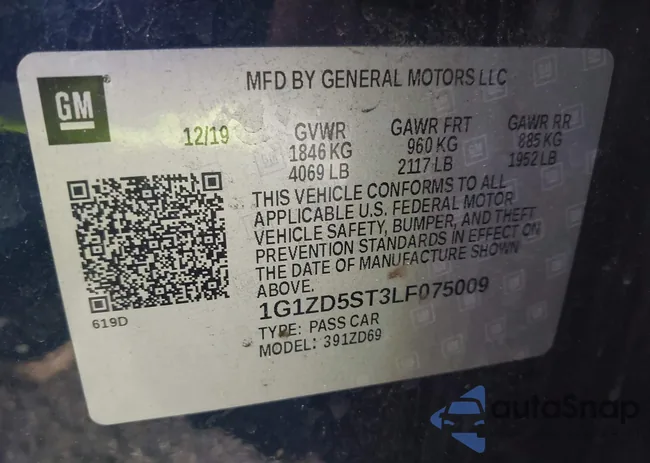 MFD BY GENERAL MOTORS LLC
GM
12/19 GVWR GAWR FRT GAWR RR
1846 KG 960 KG 885 KG
4069 LB 2117 LB 1952 LB
THIS VEHICLE CONFORMS TO ALL
APPLICABLE U.S. FEDERAL MOTOR
VEHICLE SAFETY, BUMPER, AND THEFT
PREVENTION STANDARDS IN EFFECT ON
THE DATE OF MANUFACTURE SHOWN
ABOVE.
619D
1G1ZD5ST3LF075009
TYPE: PASS CAR
MODEL: 391ZD69
autoSnap